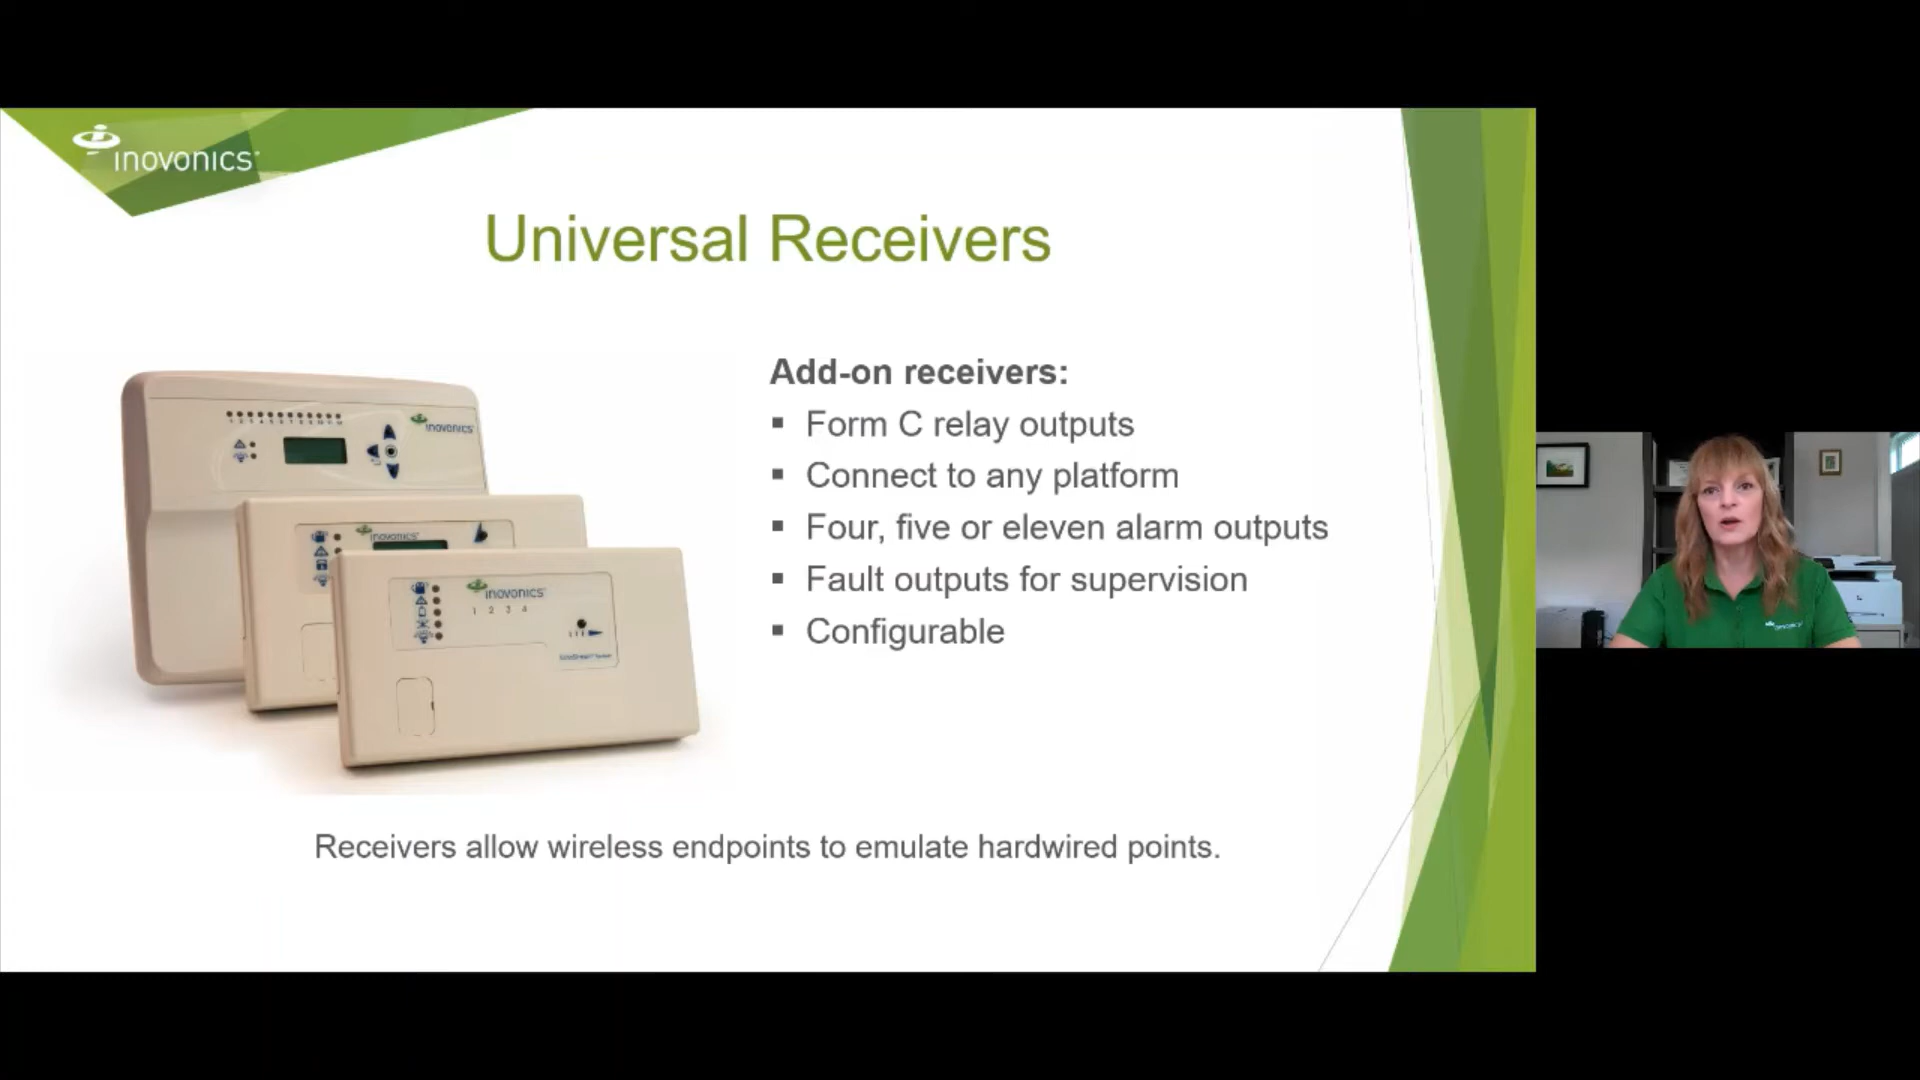 inovonics
Universal Receivers
Add-on receivers:
▪ Form C relay outputs
▪ Connect to any platform
▪ Four, five or eleven alarm outputs
▪ Fault outputs for supervision
▪ Configurable
inovonics
inovonics
inovonics
1 2 3 4
Receivers allow wireless endpoints to emulate hardwired points.